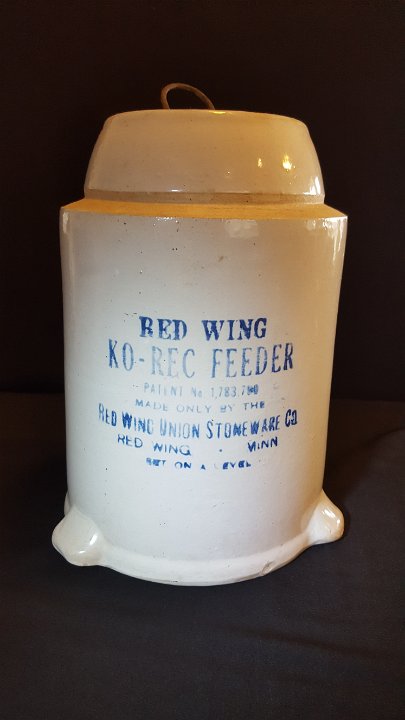 RED WING
KO-REC FEEDER
PATENT No 1,783,7
MADE ONLY BY THE
RED WING UNION STONEWARE Co.
RED WING · MINN
SET ON A LEVEL